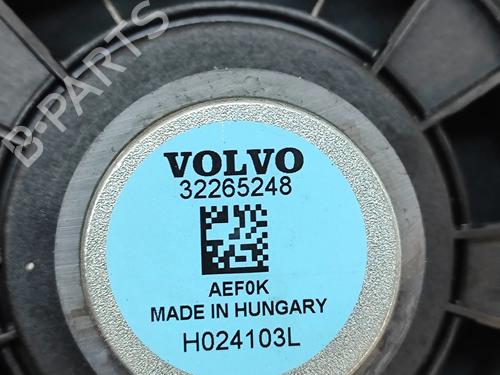 B-PARTS
VOLVO
32265248
AEF0K
MADE IN HUNGARY
H024103L